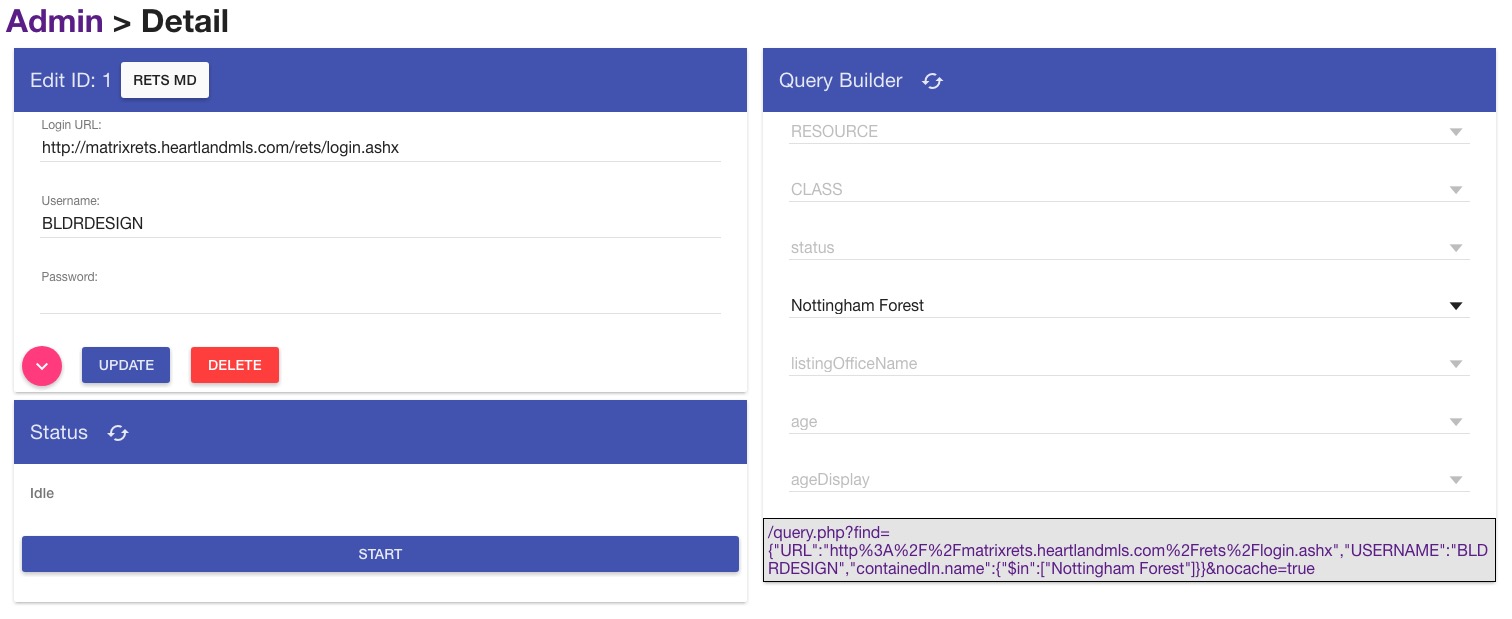 Admin > Detail
Edit ID: 1 RETS MD
Login URL:
http://matrixrets.heartlandmls.com/rets/login.ashx
Username:
BLDRDESIGN
Password:
UPDATE DELETE
Status
Idle
START
Query Builder
RESOURCE
CLASS
status
Nottingham Forest
listingOfficeName
age
ageDisplay
/query.php?find=
{"URL":"http%3A%2F%2Fmatrixrets.heartlandmls.com%2Frets%2Flogin.ashx","USERNAME":"BLD
RDESIGN","containedIn.name":{"$in":["Nottingham Forest"]}}&nocache=true